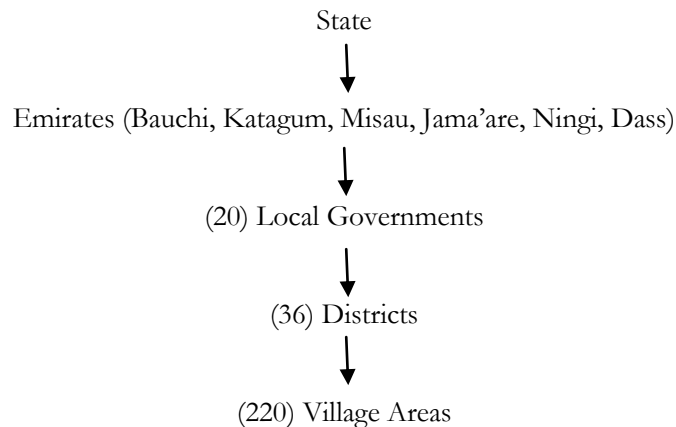 State
Emirates (Bauchi, Katagum, Misau, Jama’are, Ningi, Dass)
(20) Local Governments
(36) Districts
(220) Village Areas